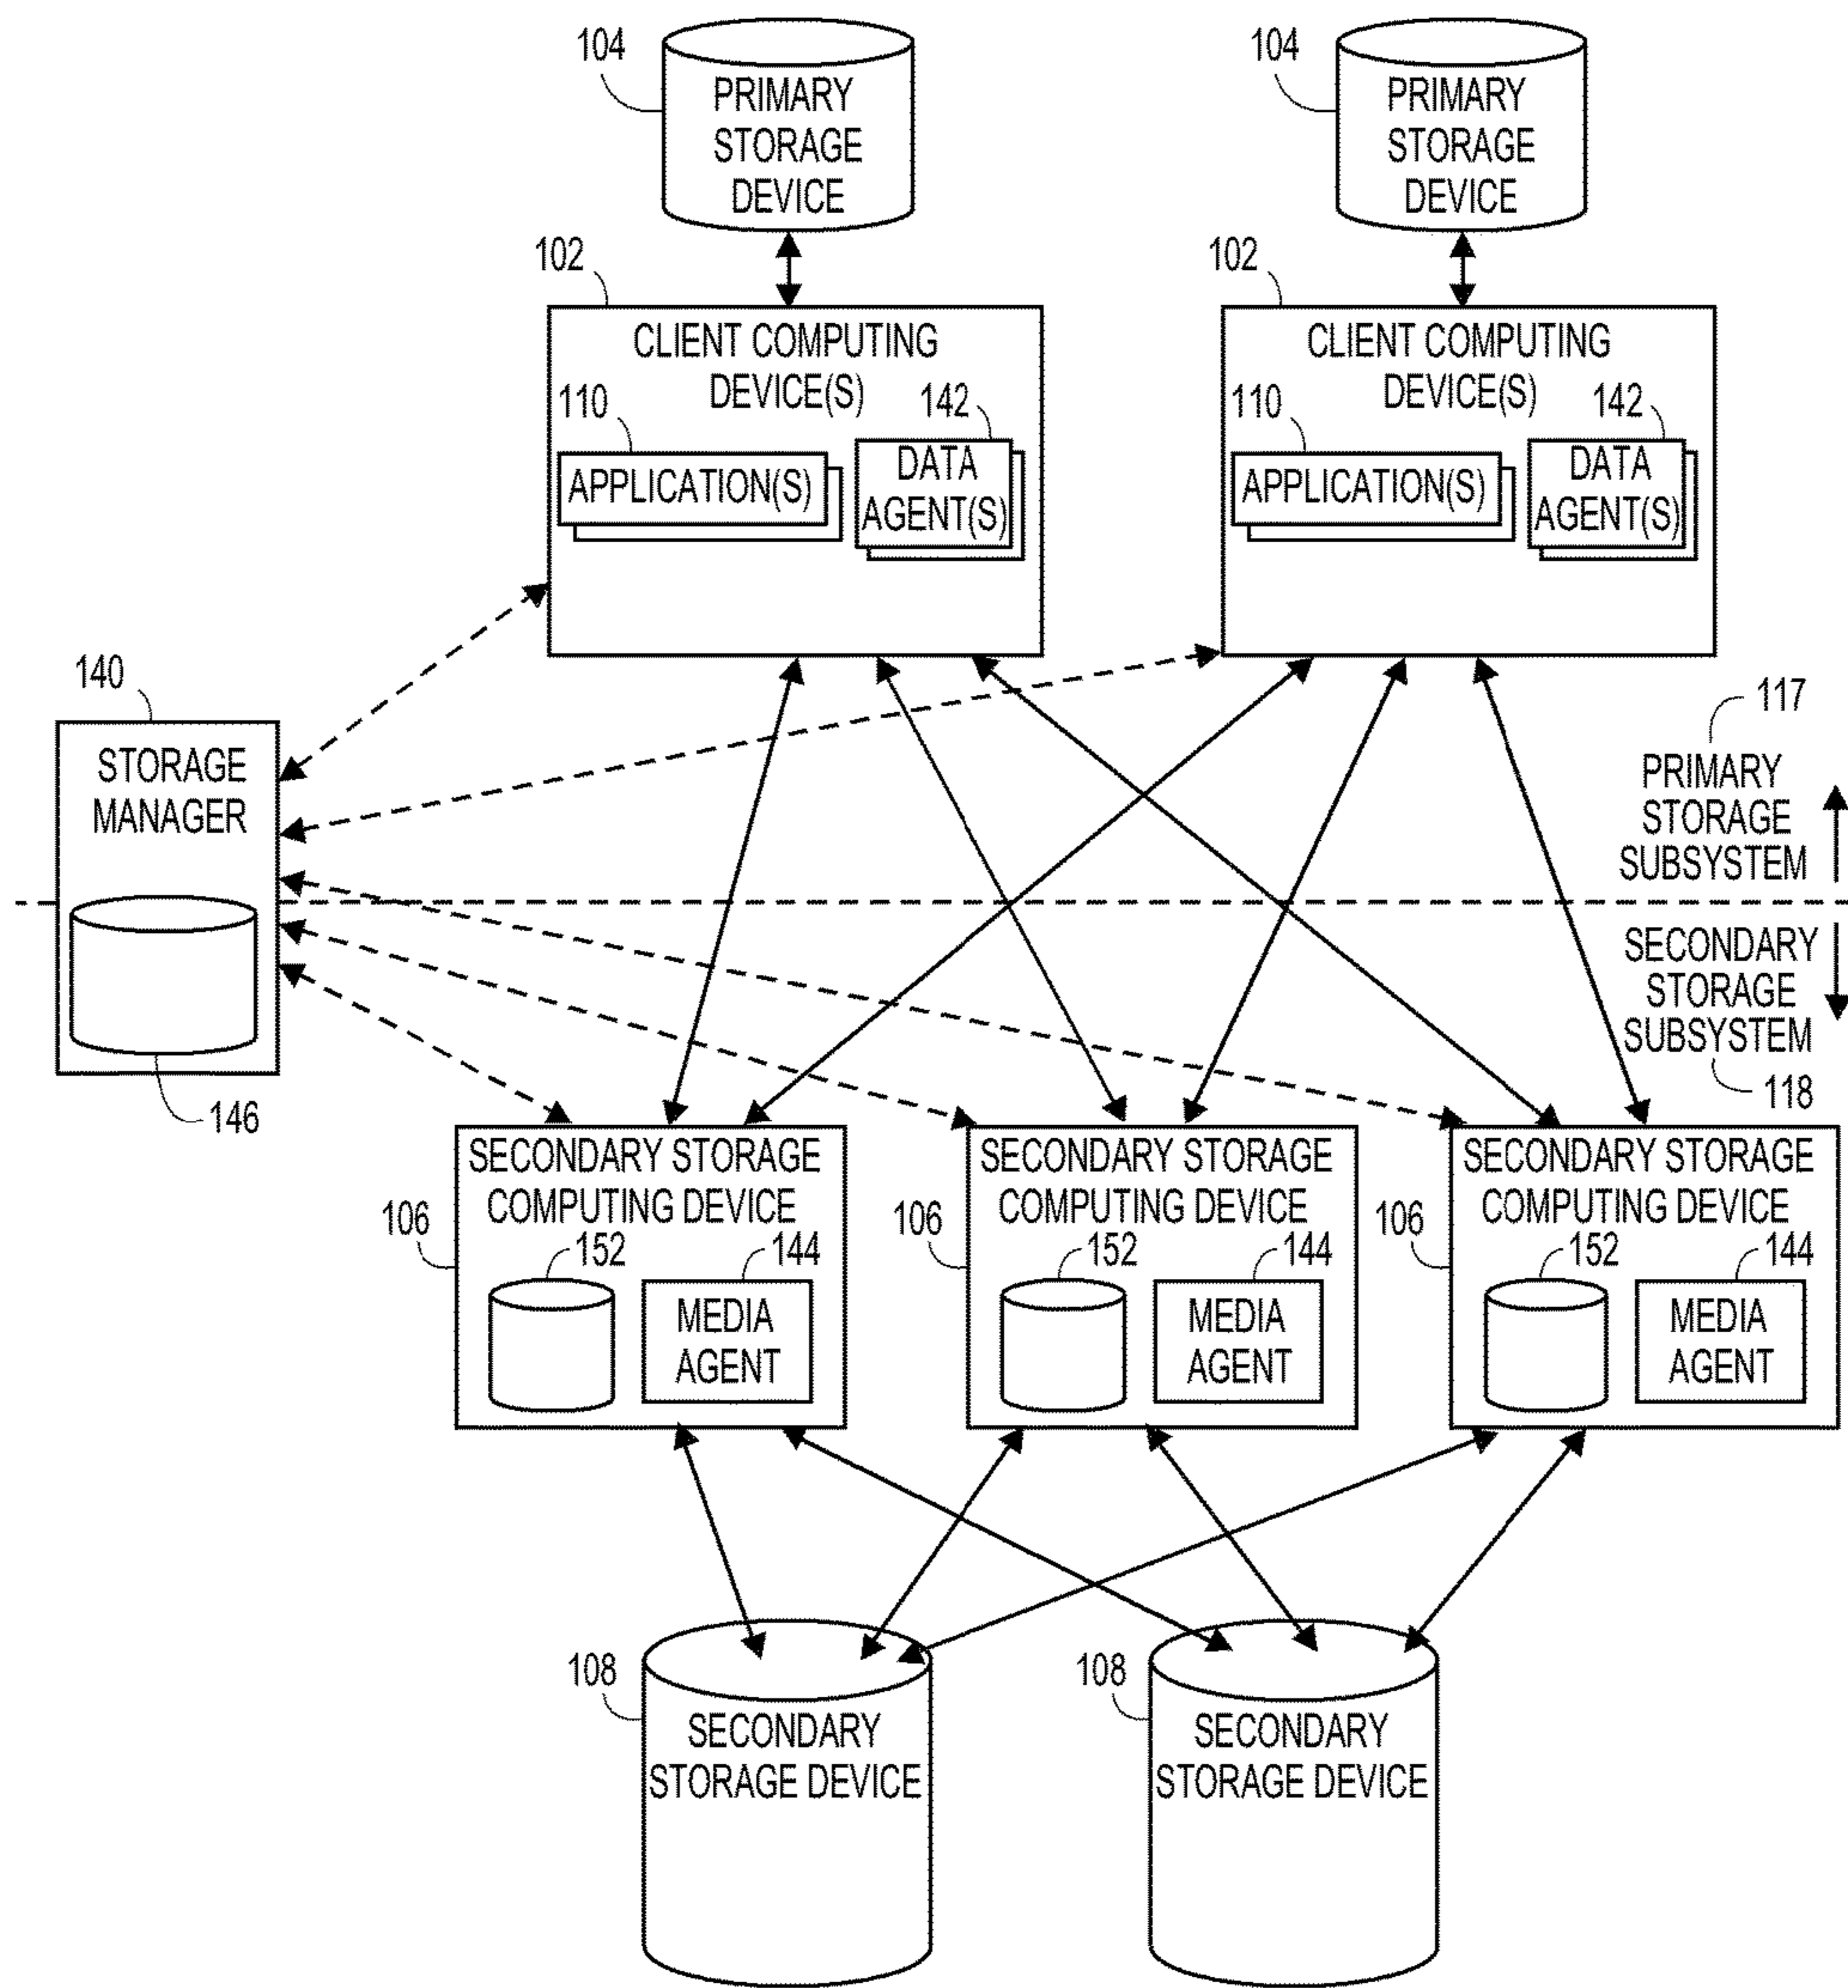 104
PRIMARY
STORAGE
DEVICE
104
PRIMARY
STORAGE
DEVICE
102
CLIENT COMPUTING
DEVICE(S)
110
APPLICATION(S)
142
DATA
AGENT(S)
102
CLIENT COMPUTING
DEVICE(S)
110
APPLICATION(S)
142
DATA
AGENT(S)
140
STORAGE
MANAGER
146
117
PRIMARY
STORAGE
SUBSYSTEM
SECONDARY
STORAGE
SUBSYSTEM
118
106
SECONDARY STORAGE
COMPUTING DEVICE
152
144
MEDIA
AGENT
106
SECONDARY STORAGE
COMPUTING DEVICE
152
144
MEDIA
AGENT
106
SECONDARY STORAGE
COMPUTING DEVICE
152
144
MEDIA
AGENT
108
SECONDARY
STORAGE DEVICE
108
SECONDARY
STORAGE DEVICE